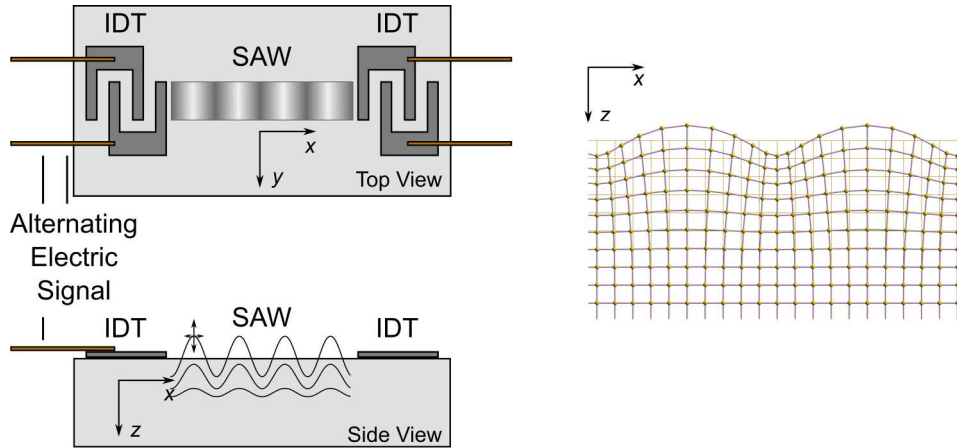 IDT
IDT
SAW
x
y
Top View
Alternating
Electric
Signal
IDT
SAW
IDT
x
z
Side View
x
z